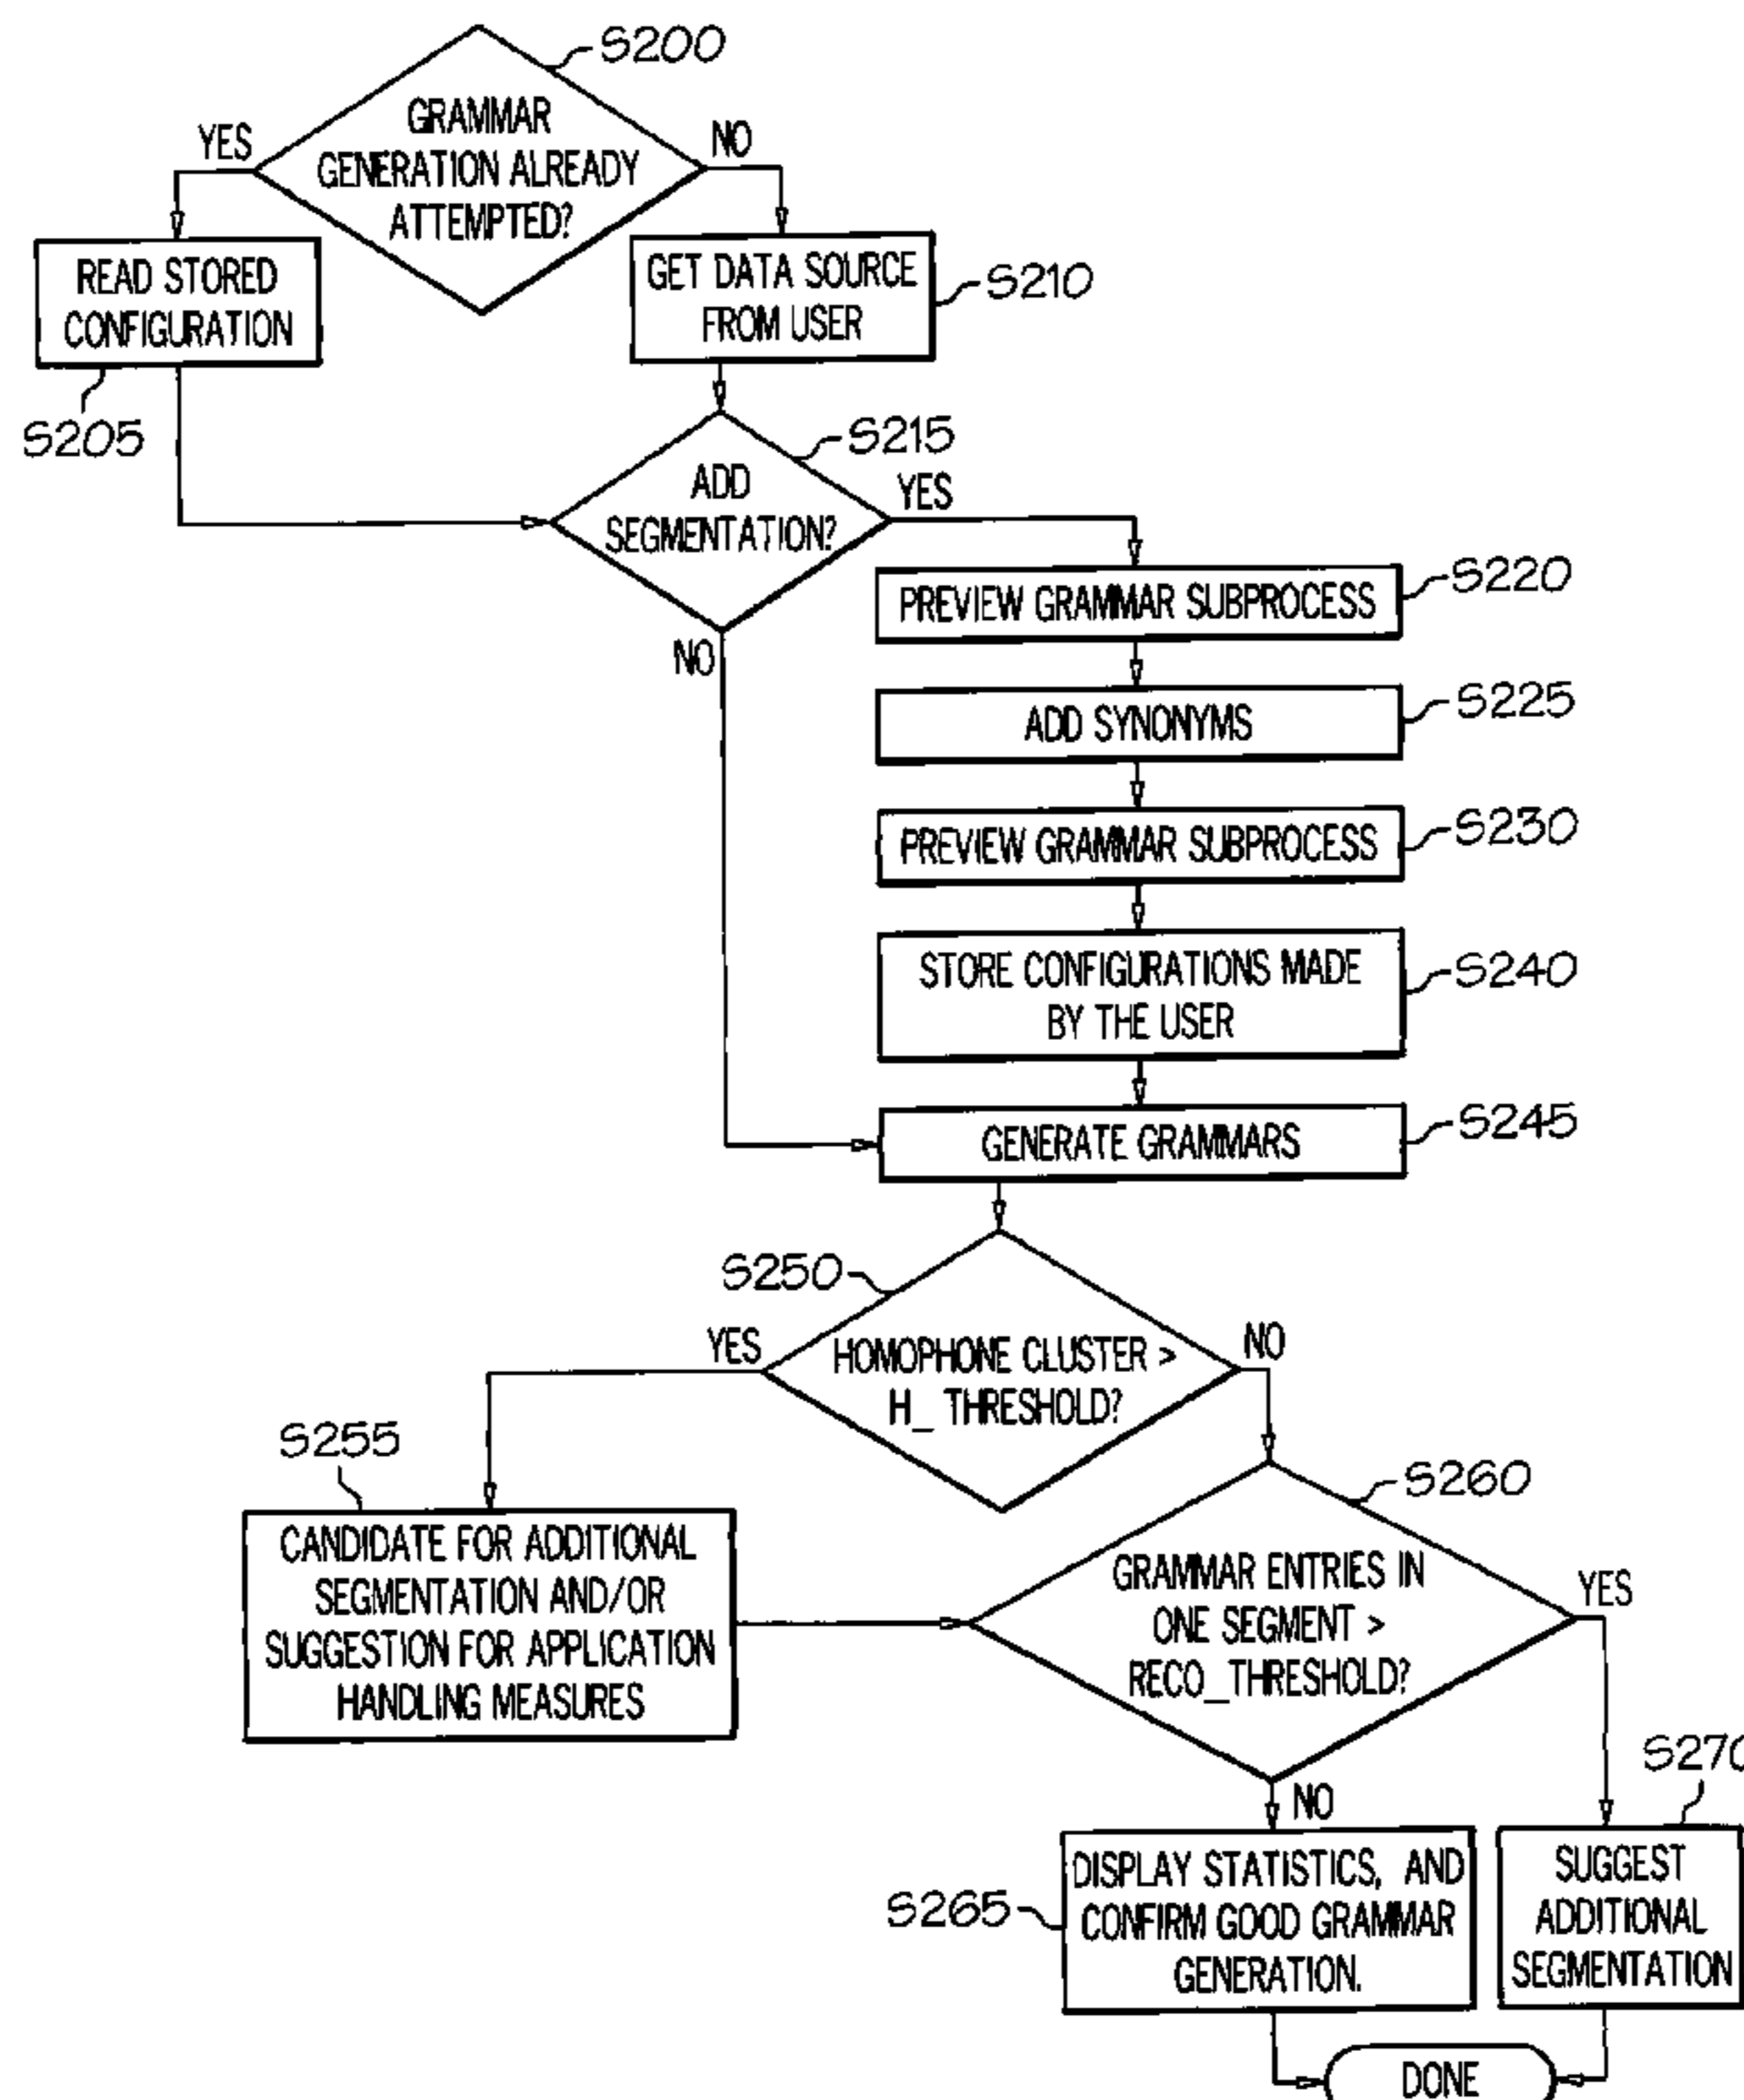 S200
GRAMMAR
GENERATION ALREADY
ATTEMPTED?
YES
NO
READ STORED
CONFIGURATION
S205
GET DATA SOURCE
FROM USER
S210
S215
ADD
SEGMENTATION?
YES
NO
PREVIEW GRAMMAR SUBPROCESS
S220
ADD SYNONYMS
S225
PREVIEW GRAMMAR SUBPROCESS
S230
STORE CONFIGURATIONS MADE
BY THE USER
S240
GENERATE GRAMMARS
S245
S250
HOMOPHONE CLUSTER >
H_ THRESHOLD?
YES
NO
S255
CANDIDATE FOR ADDITIONAL
SEGMENTATION AND/OR
SUGGESTION FOR APPLICATION
HANDLING MEASURES
S260
GRAMMAR ENTRIES IN
ONE SEGMENT >
RECO_THRESHOLD?
YES
NO
S265
DISPLAY STATISTICS, AND
CONFIRM GOOD GRAMMAR
GENERATION.
S270
SUGGEST
ADDITIONAL
SEGMENTATION
DONE